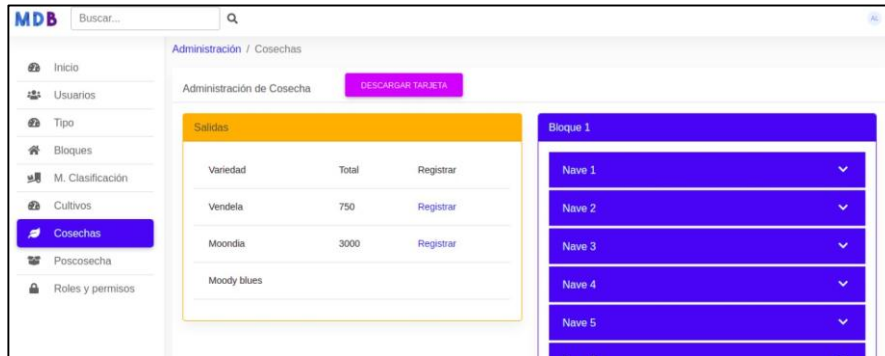 MDB Buscar... AL
Inicio
Usuarios
Tipo
Bloques
M. Clasificación
Cultivos
Cosechas
Poscosecha
Roles y permisos
Administración / Cosechas
Administración de Cosecha DESCARGAR TARJETA
Salidas
Variedad Total Registrar
Vendela 750 Registrar
Moondia 3000 Registrar
Moody blues
Bloque 1
Nave 1
Nave 2
Nave 3
Nave 4
Nave 5